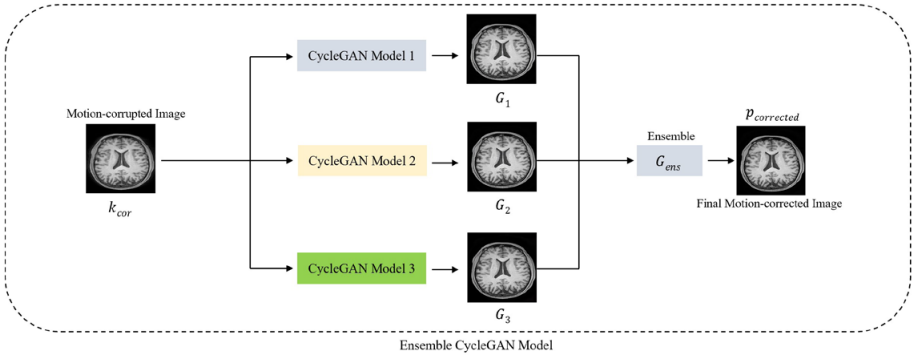 Motion-corrupted Image
k_cor
CycleGAN Model 1
G_1
CycleGAN Model 2
G_2
CycleGAN Model 3
G_3
Ensemble
G_ens
p_corrected
Final Motion-corrected Image
Ensemble CycleGAN Model